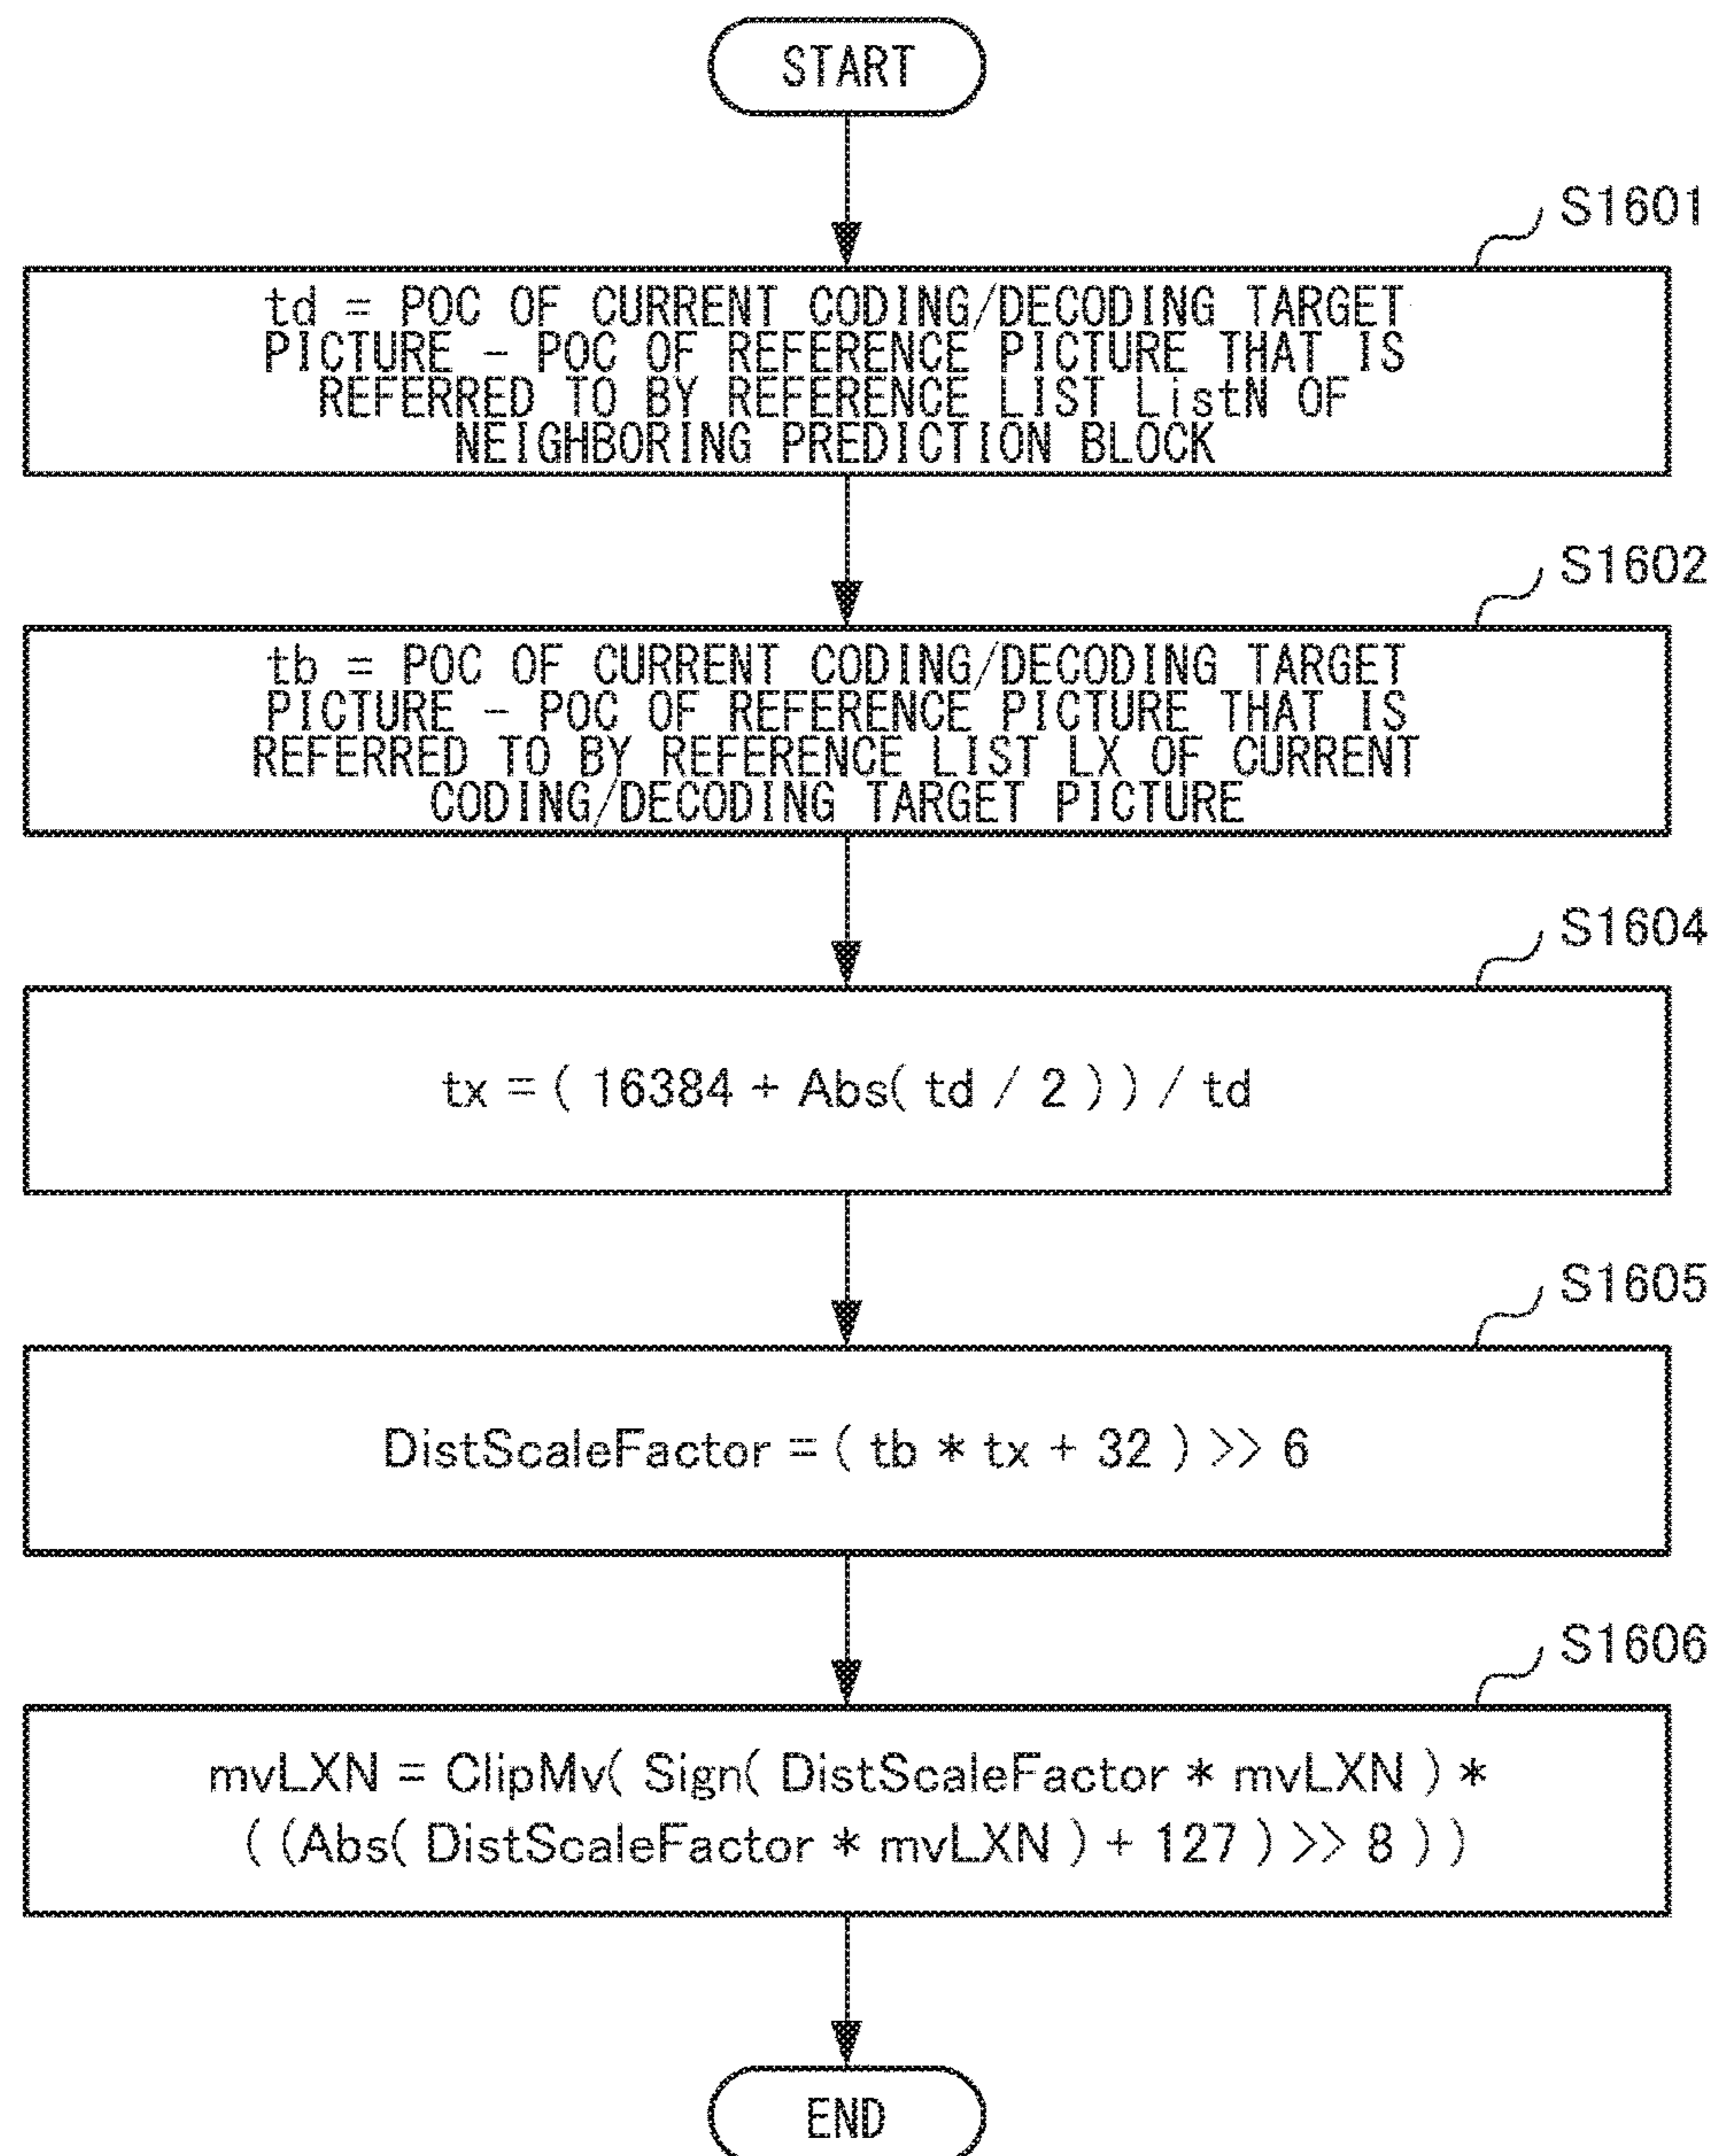 START
S1601
td = POC OF CURRENT CODING/DECODING TARGET
PICTURE - POC OF REFERENCE PICTURE THAT IS
REFERRED TO BY REFERENCE LIST ListN OF
NEIGHBORING PREDICTION BLOCK
S1602
tb = POC OF CURRENT CODING/DECODING TARGET
PICTURE - POC OF REFERENCE PICTURE THAT IS
REFERRED TO BY REFERENCE LIST LX OF CURRENT
CODING/DECODING TARGET PICTURE
S1604
tx = ( 16384 + Abs( td / 2 ) ) / td
S1605
DistScaleFactor = ( tb * tx + 32 ) >> 6
S1606
mvLXN = ClipMv( Sign( DistScaleFactor * mvLXN ) *
( (Abs( DistScaleFactor * mvLXN ) + 127 ) >> 8 ) )
END